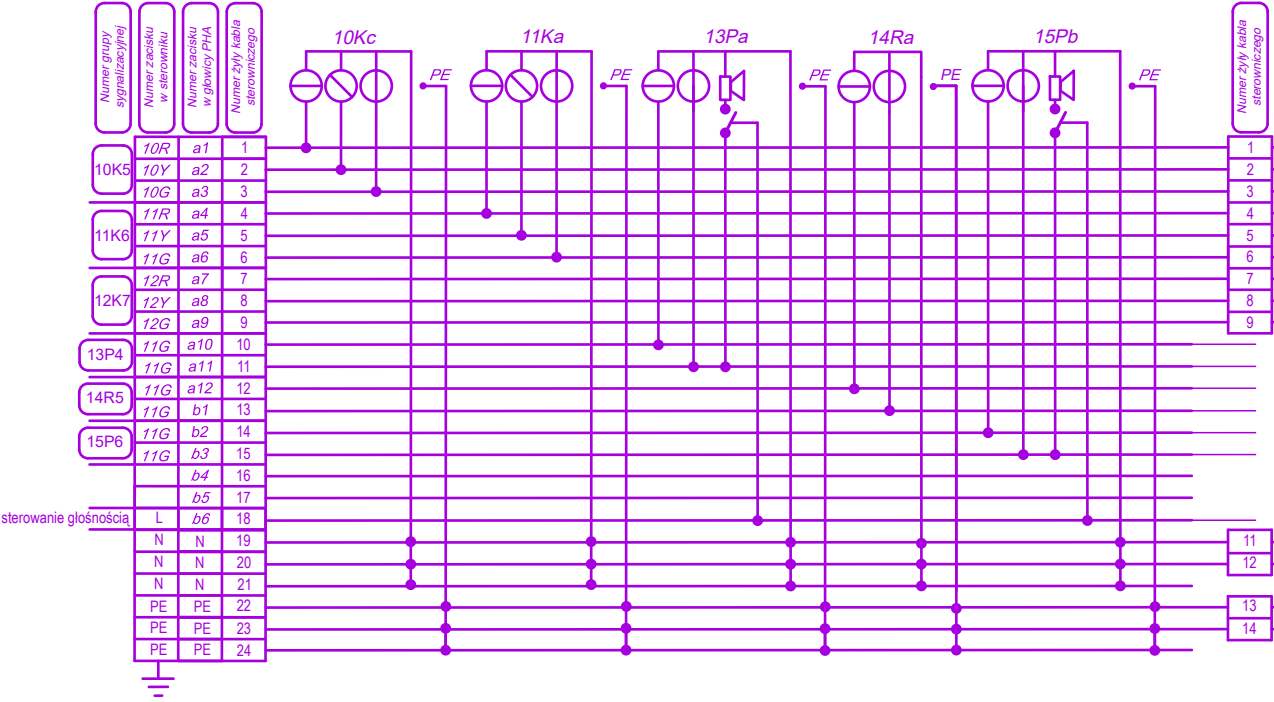 Numer grupy
sygnalizacyjnej
Numer zacisku
w sterowniku
Numer zacisku
w głowicy PHA
Numer żyły kabla
sterowniczego
10Kc
11Ka
13Pa
14Ra
15Pb
Numer żyły kabla
sterowniczego
PE
PE
PE
PE
PE
10K5
10R a1 1
10Y a2 2
10G a3 3
11K6
11R a4 4
11Y a5 5
11G a6 6
12K7
12R a7 7
12Y a8 8
12G a9 9
13P4
11G a10 10
11G a11 11
14R5
11G a12 12
11G b1 13
15P6
11G b2 14
11G b3 15
b4 16
b5 17
sterowanie głośnością L b6 18
N N 19
N N 20
N N 21
PE PE 22
PE PE 23
PE PE 24
1
2
3
4
5
6
7
8
9
11
12
13
14